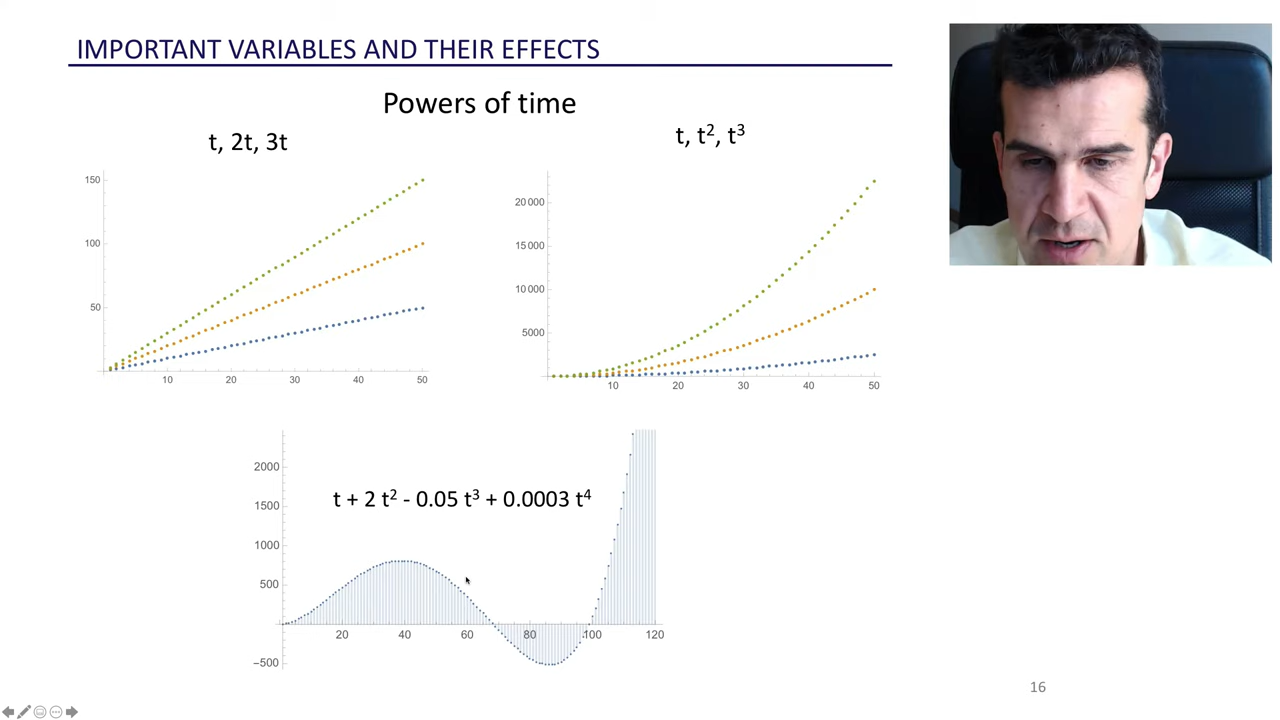 IMPORTANT VARIABLES AND THEIR EFFECTS
Powers of time
t, 2t, 3t
t, t², t³
150
100
50
10 20 30 40 50
20 000
15 000
10 000
5000
10 20 30 40 50
t + 2 t² - 0.05 t³ + 0.0003 t⁴
2000
1500
1000
500
-500
20 40 60 80 100 120
16